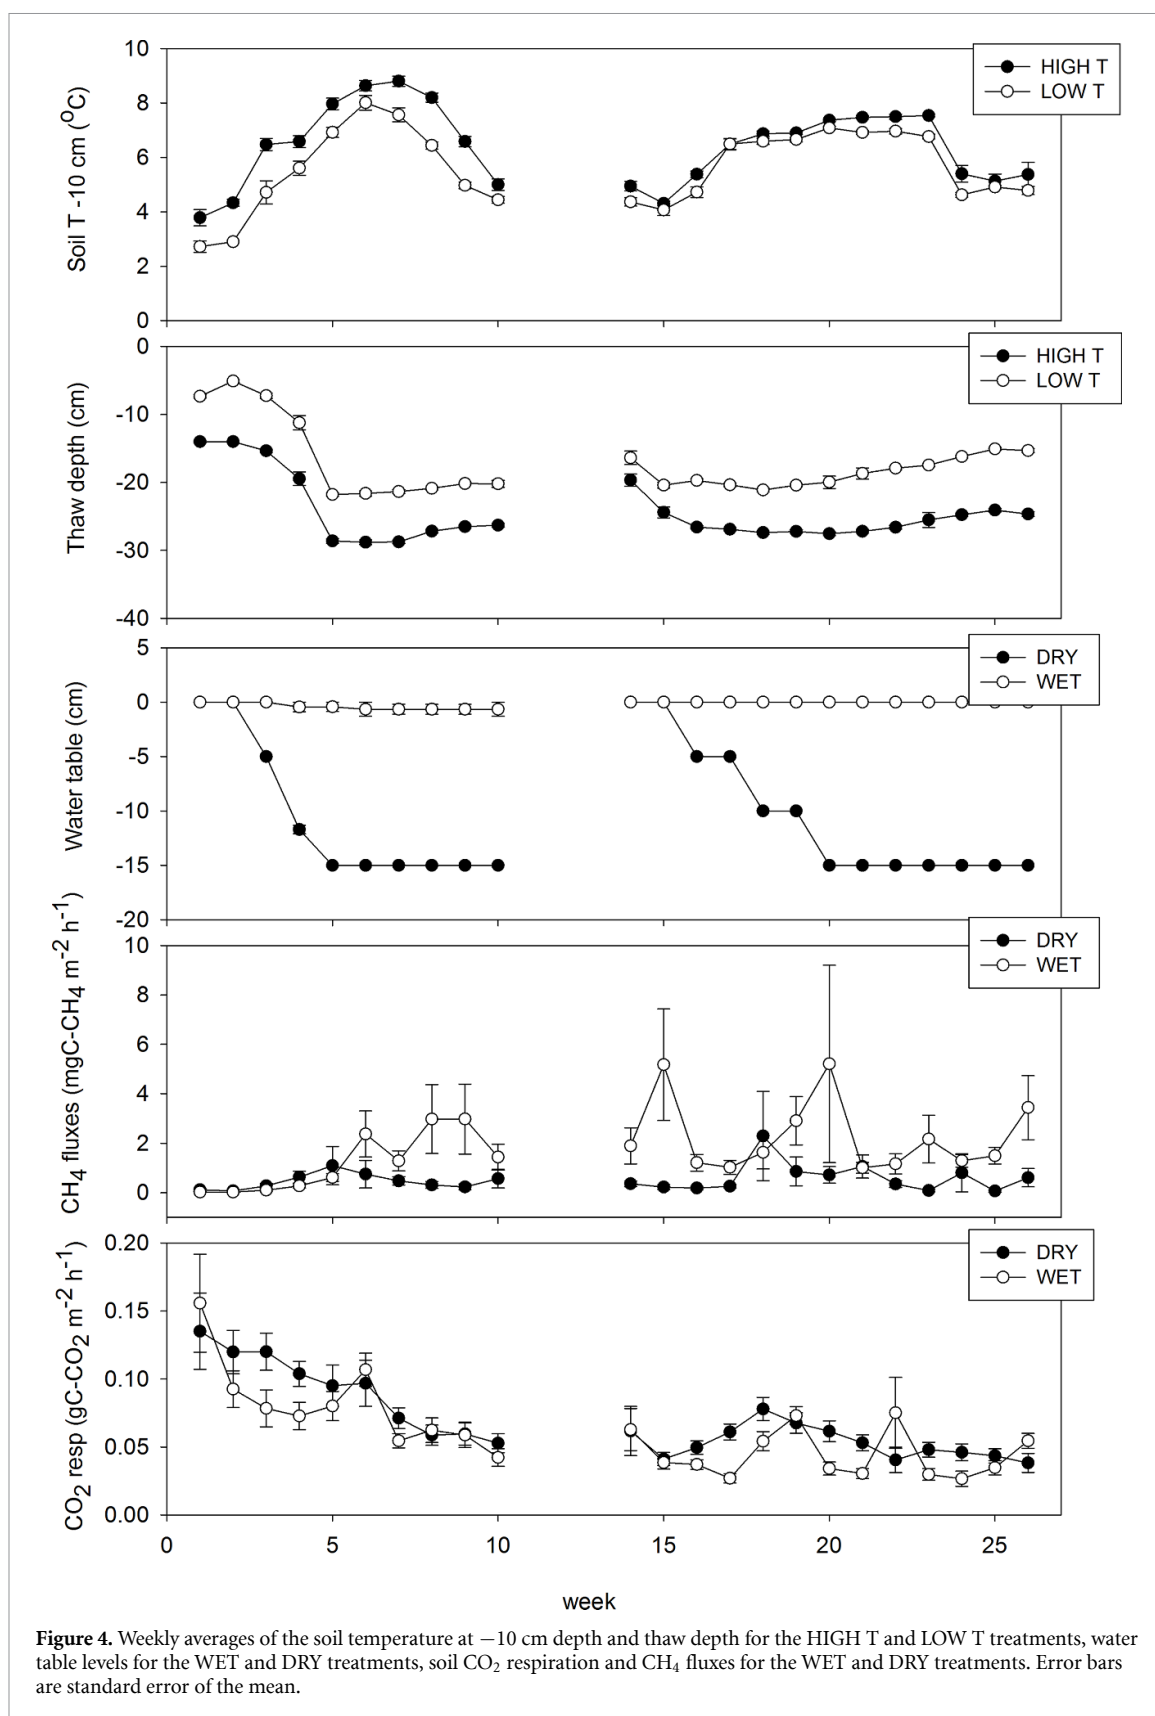 10
8
6
4
2
0
Soil T -10 cm (°C)
HIGH T
LOW T
0
-10
-20
-30
-40
Thaw depth (cm)
HIGH T
LOW T
5
0
-5
-10
-15
-20
Water table (cm)
DRY
WET
10
8
6
4
2
0
CH4 fluxes (mgC-CH4 m-2 h-1)
DRY
WET
0.20
0.15
0.10
0.05
0.00
CO2 resp (gC-CO2 m-2 h-1)
DRY
WET
0 5 10 15 20 25
week
Figure 4. Weekly averages of the soil temperature at −10 cm depth and thaw depth for the HIGH T and LOW T treatments, water
table levels for the WET and DRY treatments, soil CO2 respiration and CH4 fluxes for the WET and DRY treatments. Error bars
are standard error of the mean.